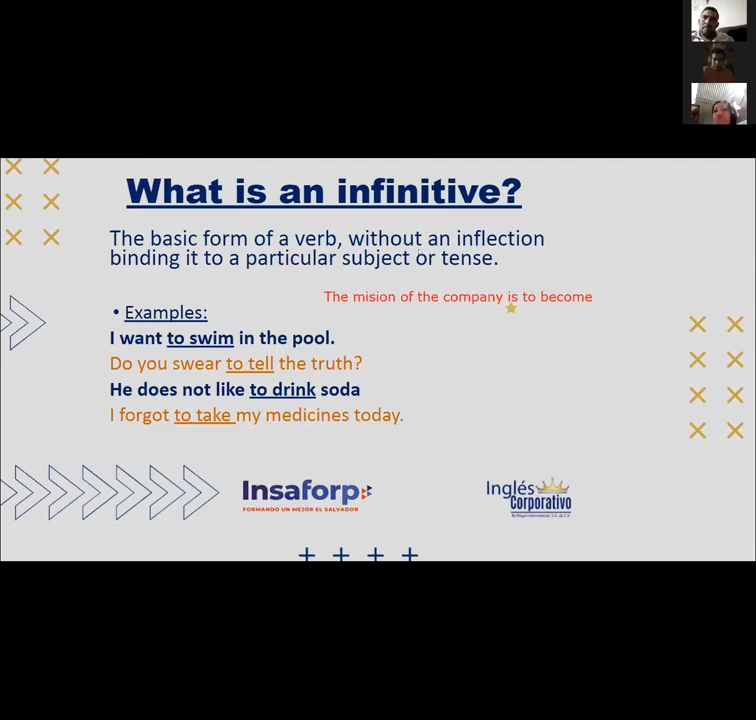 What is an infinitive?
The basic form of a verb, without an inflection
binding it to a particular subject or tense.
The mision of the company is to become
• Examples:
I want to swim in the pool.
Do you swear to tell the truth?
He does not like to drink soda
I forgot to take my medicines today.
Insaforp
FORMANDO UN MEJOR EL SALVADOR
Inglés
Corporativo